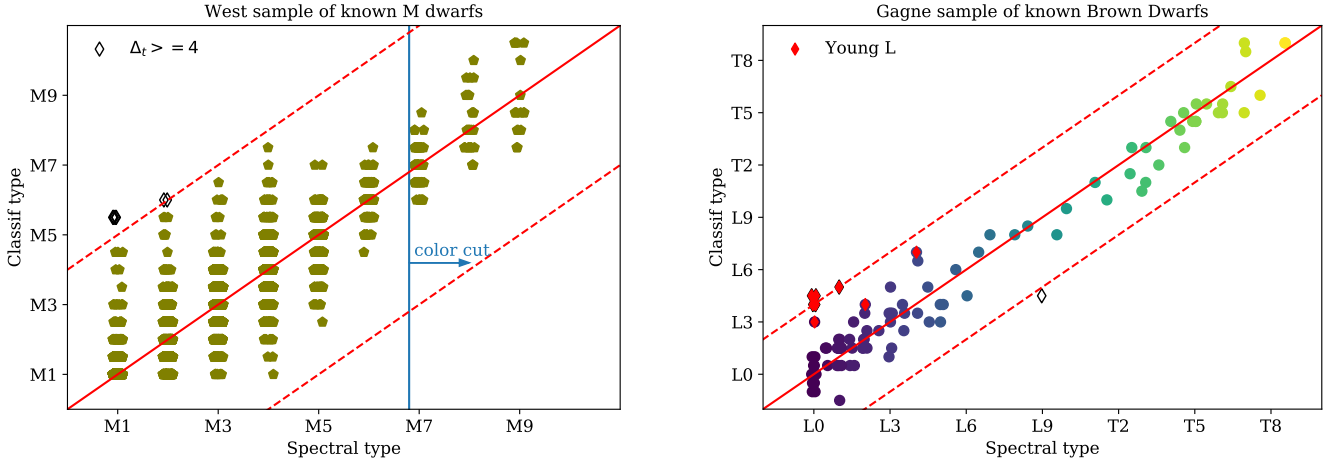 West sample of known M dwarfs
Δt >= 4
color cut
M9
M7
M5
M3
M1
Classif type
M1 M3 M5 M7 M9
Spectral type
Gagne sample of known Brown Dwarfs
Young L
T8
T5
T2
L9
L6
L3
L0
Classif type
L0 L3 L6 L9 T2 T5 T8
Spectral type